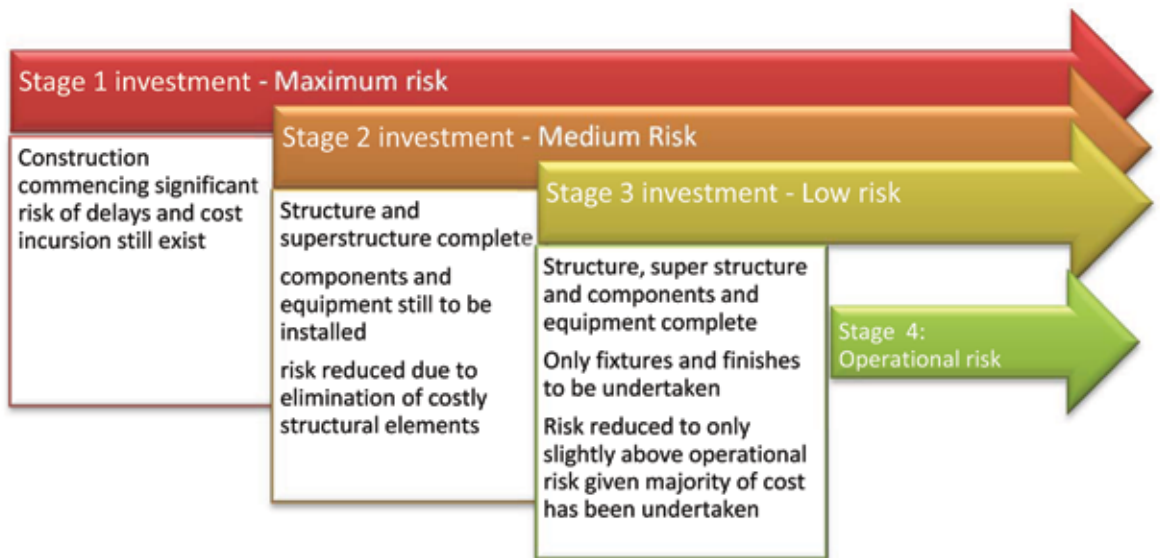 Stage 1 investment - Maximum risk
Construction
commencing significant
risk of delays and cost
incursion still exist
Stage 2 investment - Medium Risk
Structure and
superstructure complete
components and
equipment still to be
installed
risk reduced due to
elimination of costly
structural elements
Stage 3 investment - Low risk
Structure, super structure
and components and
equipment complete
Only fixtures and finishes
to be undertaken
Risk reduced to only
slightly above operational
risk given majority of cost
has been undertaken
Stage 4:
Operational risk